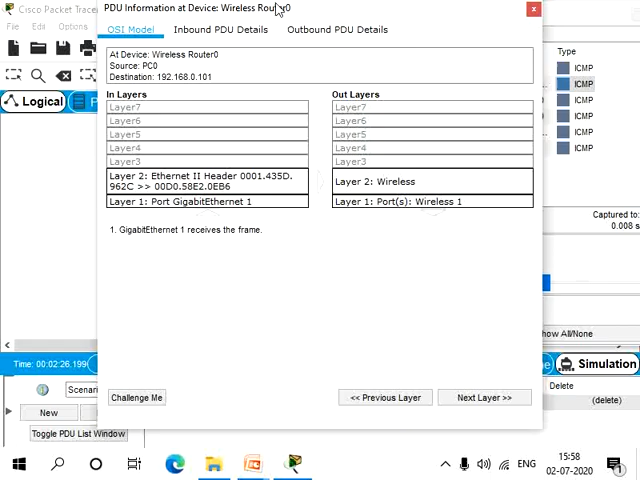 Cisco Packet Tracer
PDU Information at Device: Wireless Router0
x
File Edit Options
OSI Model Inbound PDU Details Outbound PDU Details
At Device: Wireless Router0
Source: PC0
Destination: 192.168.0.101
In Layers
Layer7
Layer6
Layer5
Layer4
Layer3
Layer 2: Ethernet II Header 0001.435D.
962C >> 00D0.58E2.0EB6
Layer 1: Port GigabitEthernet 1
Out Layers
Layer7
Layer6
Layer5
Layer4
Layer3
Layer 2: Wireless
Layer 1: Port(s): Wireless 1
1. GigabitEthernet 1 receives the frame.
Challenge Me
<< Previous Layer
Next Layer >>
Logical
P
Type
ICMP
ICMP
ICMP
ICMP
ICMP
ICMP
Captured to:
0.008 s
how All/None
Time: 00:02:26.199
Simulation
Scenari
New
Toggle PDU List Window
Delete
(delete)
ENG
15:58
02-07-2020
1